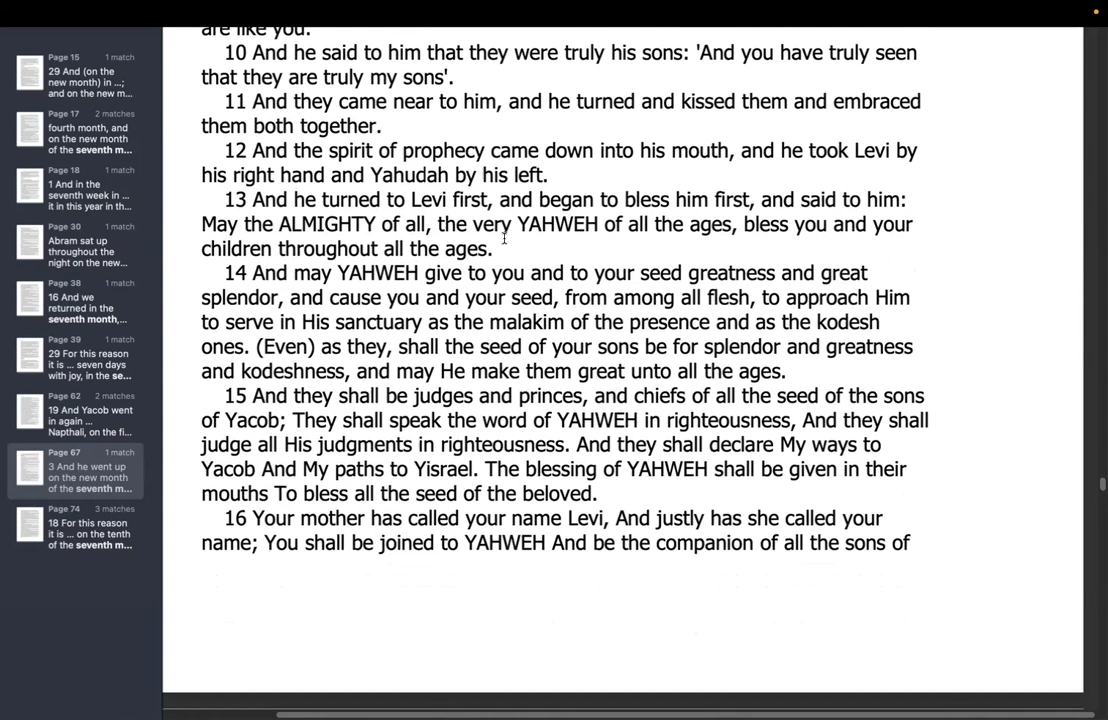 Page 15 1 match
29 And (on the
new month) in ...;
and on the new m...
Page 17 2 matches
fourth month, and
on the new month
of the seventh m...
Page 18 1 match
1 And in the
seventh week in ...
it in this year in th...
Page 30 1 match
Abram sat up
throughout the
night on the new...
Page 38 1 match
16 And we
returned in the
seventh month,...
Page 39 1 match
29 For this reason
it is ... seven days
with joy, in the se...
Page 62 2 matches
19 And Yacob went
in again ...
Napthali, on the fi...
Page 67 1 match
3 And he went up
on the new month
of the seventh m...
Page 74 3 matches
18 For this reason
it is ... on the tenth
of the seventh m...
are like you.
10 And he said to him that they were truly his sons: 'And you have truly seen
that they are truly my sons'.
11 And they came near to him, and he turned and kissed them and embraced
them both together.
12 And the spirit of prophecy came down into his mouth, and he took Levi by
his right hand and Yahudah by his left.
13 And he turned to Levi first, and began to bless him first, and said to him:
May the ALMIGHTY of all, the very YAHWEH of all the ages, bless you and your
children throughout all the ages.
14 And may YAHWEH give to you and to your seed greatness and great
splendor, and cause you and your seed, from among all flesh, to approach Him
to serve in His sanctuary as the malakim of the presence and as the kodesh
ones. (Even) as they, shall the seed of your sons be for splendor and greatness
and kodeshness, and may He make them great unto all the ages.
15 And they shall be judges and princes, and chiefs of all the seed of the sons
of Yacob; They shall speak the word of YAHWEH in righteousness, And they shall
judge all His judgments in righteousness. And they shall declare My ways to
Yacob And My paths to Yisrael. The blessing of YAHWEH shall be given in their
mouths To bless all the seed of the beloved.
16 Your mother has called your name Levi, And justly has she called your
name; You shall be joined to YAHWEH And be the companion of all the sons of